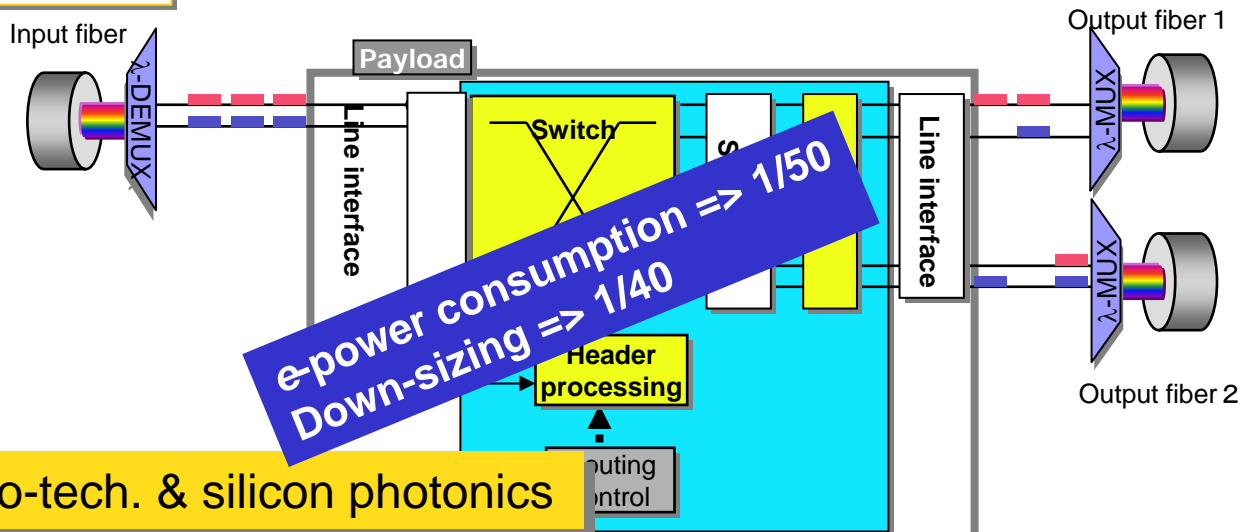 Input fiber
Output fiber 1
Payload
λ-DEMUX
λ-MUX
Line interface
Switch
Line interface
e-power consumption => 1/50
Down-sizing => 1/40
λ-MUX
Header
processing
Output fiber 2
o-tech. & silicon photonics